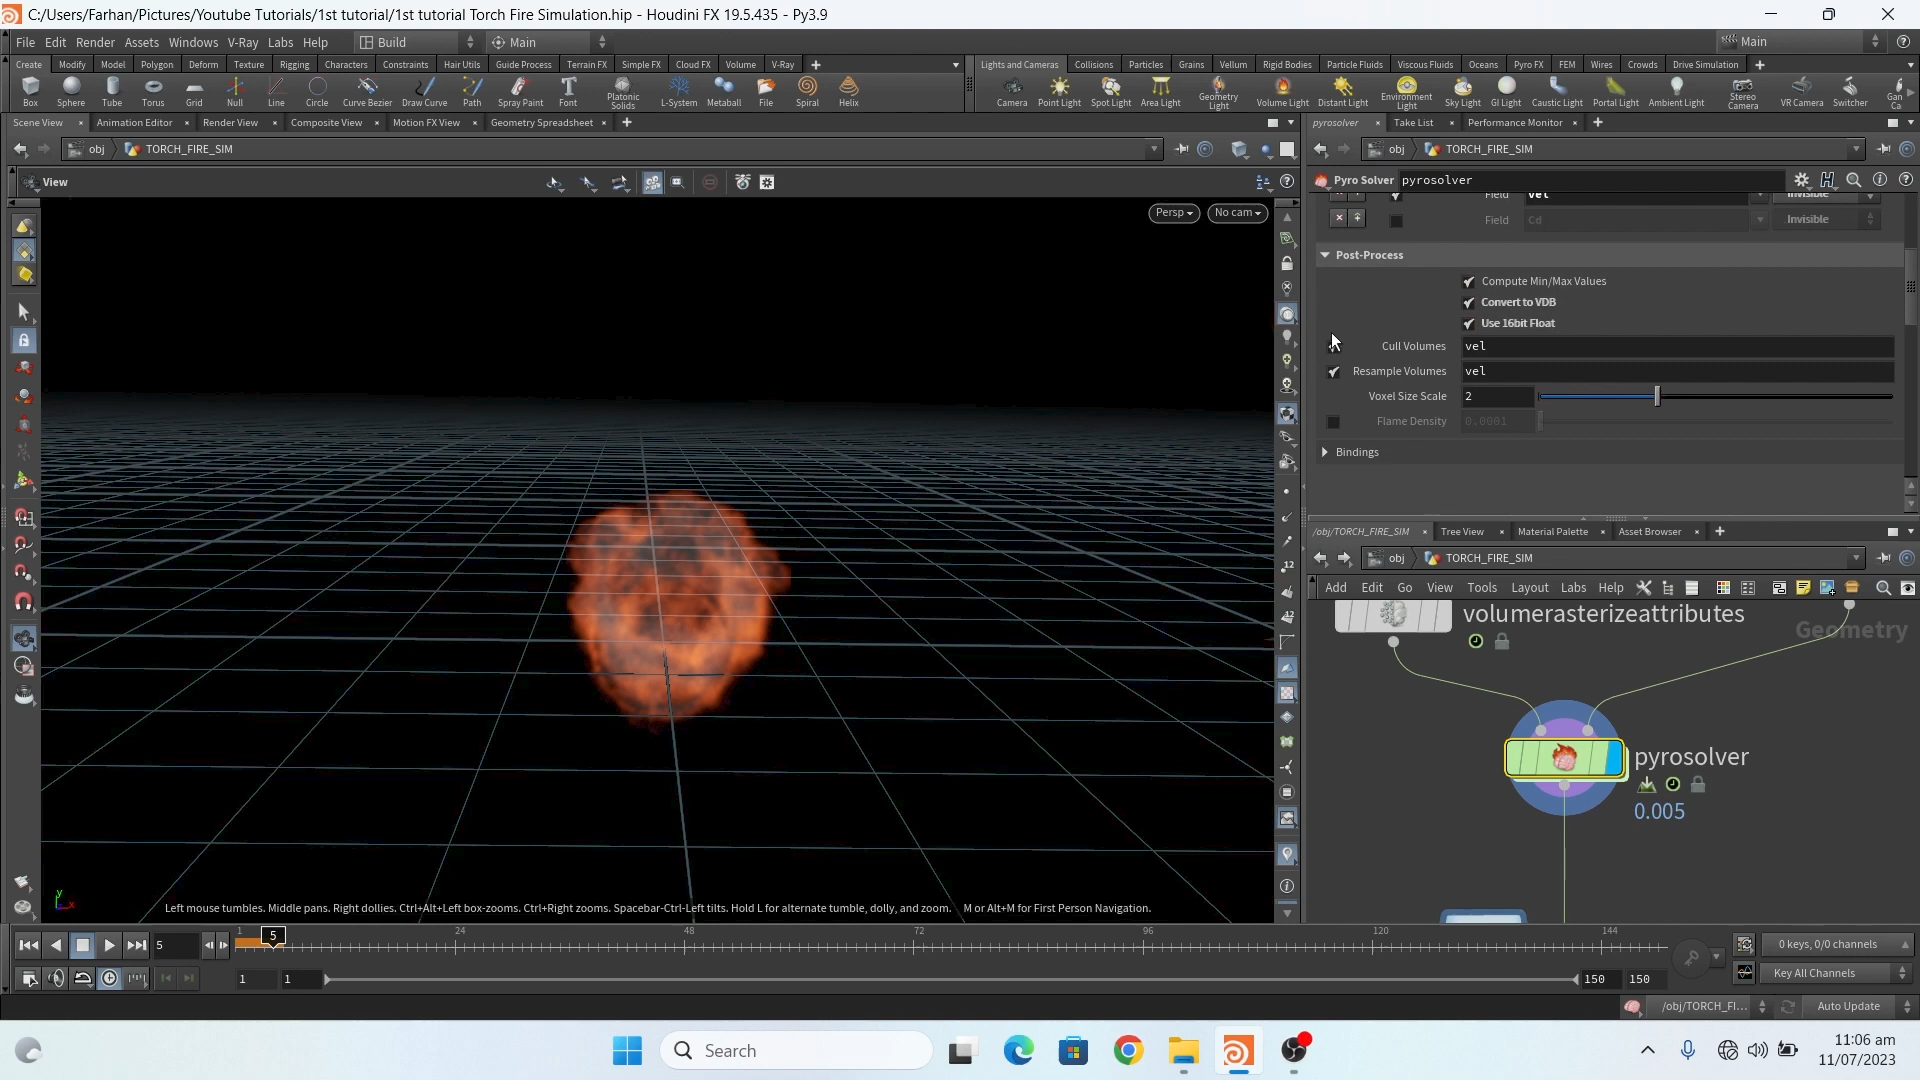 C:/Users/Farhan/Pictures/Youtube Tutorials/1st tutorial/1st tutorial Torch Fire Simulation.hip - Houdini FX 19.5.435 - Py3.9
File Edit Render Assets Windows V-Ray Labs Help Build Main Main
Create Modify Model Polygon Deform Texture Rigging Characters Constraints Hair Utils Guide Process Terrain FX Simple FX Cloud FX Volume V-Ray
Lights and Cameras Collisions Particles Grains Vellum Rigid Bodies Particle Fluids Viscous Fluids Oceans Pyro FX FEM Wires Crowds Drive Simulation
Box Sphere Tube Torus Grid Null Line Circle Curve Bezier Draw Curve Path Spray Paint Font Platonic Solids L-System Metaball File Spiral Helix
Camera Point Light Spot Light Area Light Geometry Light Volume Light Distant Light Environment Light Sky Light GI Light Caustic Light Portal Light Ambient Light Stereo Camera VR Camera Switcher Gan Ca
Scene View Animation Editor Render View Composite View Motion FX View Geometry Spreadsheet
pyrosolver Take List Performance Monitor
obj TORCH_FIRE_SIM
obj TORCH_FIRE_SIM
View
Pyro Solver pyrosolver
Persp No cam
Field vel Invisible
Field Cd Invisible
Post-Process
Compute Min/Max Values
Convert to VDB
Use 16bit Float
Cull Volumes vel
Resample Volumes vel
Voxel Size Scale 2
Flame Density 0.0001
Bindings
/obj/TORCH_FIRE_SIM Tree View Material Palette Asset Browser
obj TORCH_FIRE_SIM
Add Edit Go View Tools Layout Labs Help
volumerasterizeattributes
Geometry
pyrosolver
0.005
Left mouse tumbles. Middle pans. Right dollies. Ctrl+Alt+Left box-zooms. Ctrl+Right zooms. Spacebar-Ctrl-Left tilts. Hold L for alternate tumble, dolly, and zoom. M or Alt+M for First Person Navigation.
y x
12
42
5 1 5 24 48 72 96 120 144
0 keys, 0/0 channels
1 1 150 150
Key All Channels
/obj/TORCH_FI... Auto Update
Search
11:06 am
11/07/2023